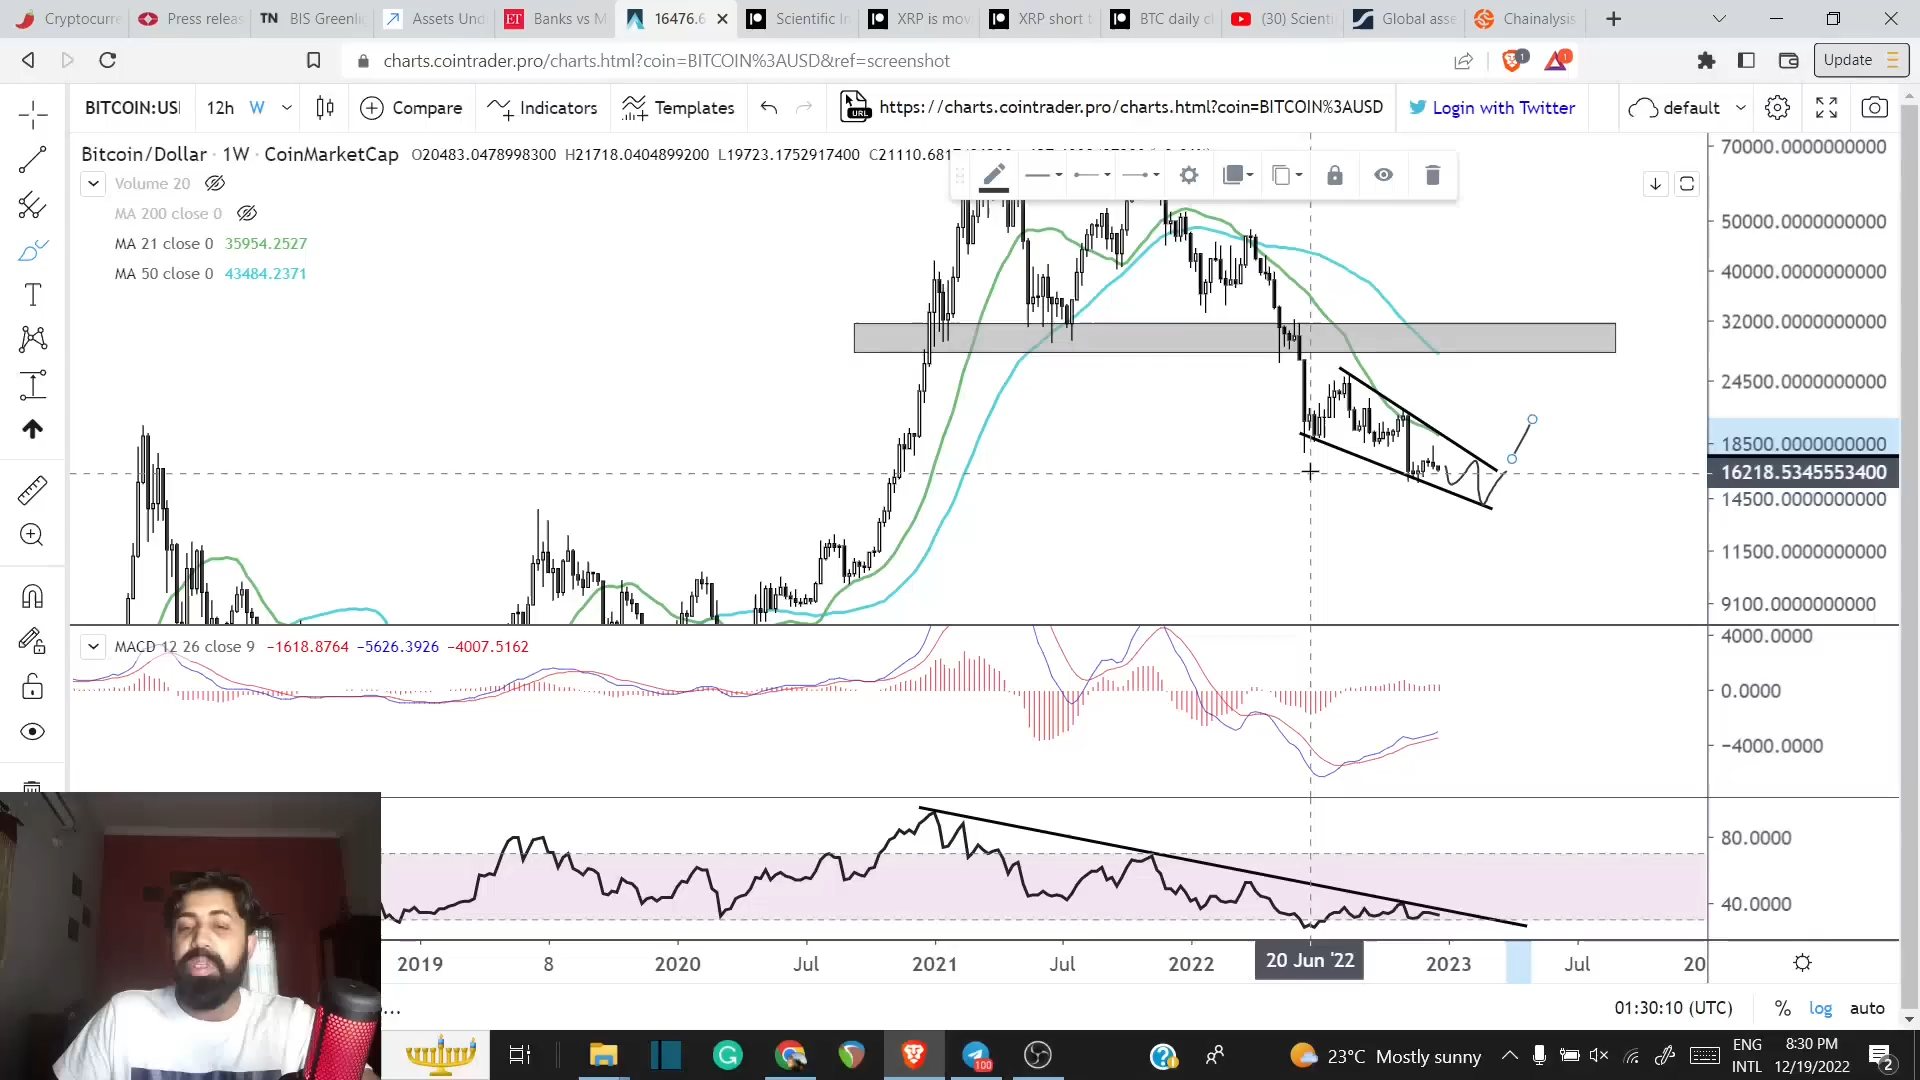 Cryptocurre
Press releas
TN BIS Greenlig
Assets Und
ET Banks vs M
16476.6
Scientific In
XRP is mov
XRP short t
BTC daily c
(30) Scienti
Global asse
Chainalysis
charts.cointrader.pro/charts.html?coin=BITCOIN%3AUSD&ref=screenshot
1
1
Update
BITCOIN:US
12h W
Compare
Indicators
Templates
URL
https://charts.cointrader.pro/charts.html?coin=BITCOIN%3AUSD
Login with Twitter
default
Bitcoin/Dollar · 1W · CoinMarketCap O20483.0478998300 H21718.0404899200 L19723.1752917400
Volume 20
MA 200 close 0
MA 21 close 0 35954.2527
MA 50 close 0 43484.2371
70000.0000000000
50000.0000000000
40000.0000000000
32000.0000000000
24500.0000000000
18500.0000000000
16218.5345553400
14500.0000000000
11500.0000000000
9100.0000000000
MACD 12 26 close 9 −1618.8764 −5626.3926 −4007.5162
4000.0000
0.0000
−4000.0000
80.0000
40.0000
2019 8 2020 Jul 2021 Jul 2022 20 Jun '22 2023 Jul 20
01:30:10 (UTC) % log auto
100
23°C Mostly sunny
ENG
INTL
8:30 PM
12/19/2022
2